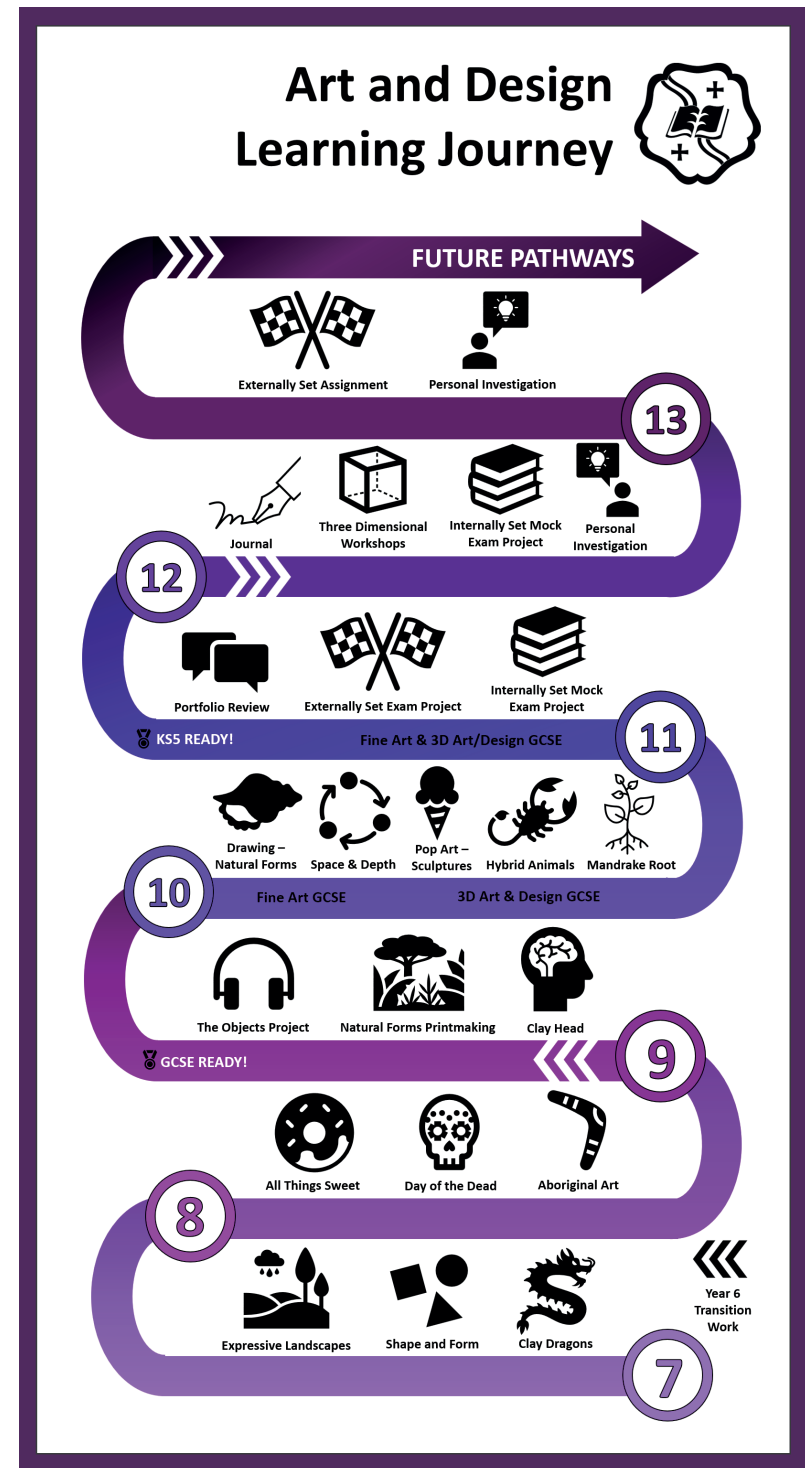 Art and Design
Learning Journey
FUTURE PATHWAYS
Externally Set Assignment
Personal Investigation
13
Journal
Three Dimensional
Workshops
Internally Set Mock
Exam Project
Personal
Investigation
12
Portfolio Review
Externally Set Exam Project
Internally Set Mock
Exam Project
KS5 READY!
Fine Art & 3D Art/Design GCSE
11
Drawing –
Natural Forms
Space & Depth
Pop Art –
Sculptures
Hybrid Animals
Mandrake Root
10
Fine Art GCSE
3D Art & Design GCSE
The Objects Project
Natural Forms Printmaking
Clay Head
GCSE READY!
9
All Things Sweet
Day of the Dead
Aboriginal Art
8
Year 6
Transition
Work
Expressive Landscapes
Shape and Form
Clay Dragons
7